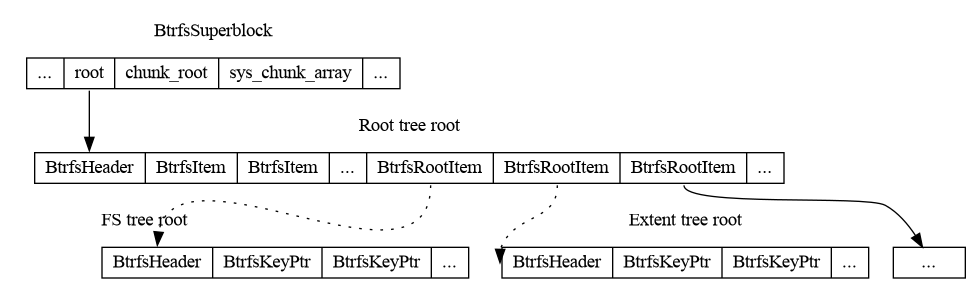 BtrfsSuperblock
... root chunk_root sys_chunk_array ...
Root tree root
BtrfsHeader BtrfsItem BtrfsItem ... BtrfsRootItem BtrfsRootItem BtrfsRootItem ...
FS tree root Extent tree root
BtrfsHeader BtrfsKeyPtr BtrfsKeyPtr ... BtrfsHeader BtrfsKeyPtr BtrfsKeyPtr ... ...